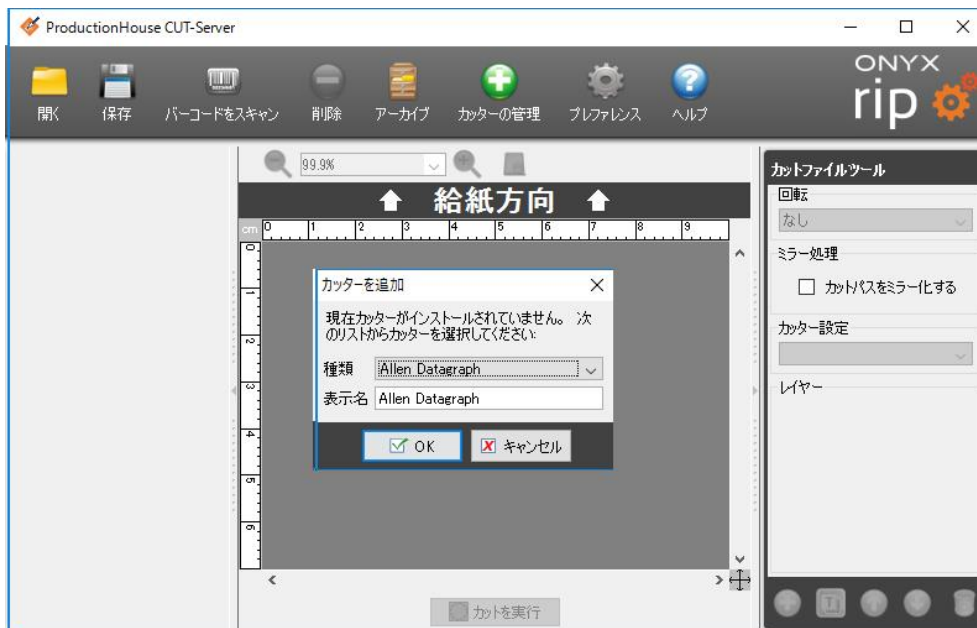 ProductionHouse CUT-Server
開く 保存 バーコードをスキャン 削除 アーカイブ カッターの管理 プレファレンス ヘルプ
ONYX
rip
99.9%
給紙方向
cm 0 1 2 3 4 5 6 7 8 9
0
1
2
3
4
5
6
カッターを追加
現在カッターがインストールされていません。 次
のリストからカッターを選択してください:
種類 Allen Datagraph
表示名 Allen Datagraph
OK キャンセル
カットを実行
カットファイルツール
回転
なし
ミラー処理
カットパスをミラー化する
カッター設定
レイヤー